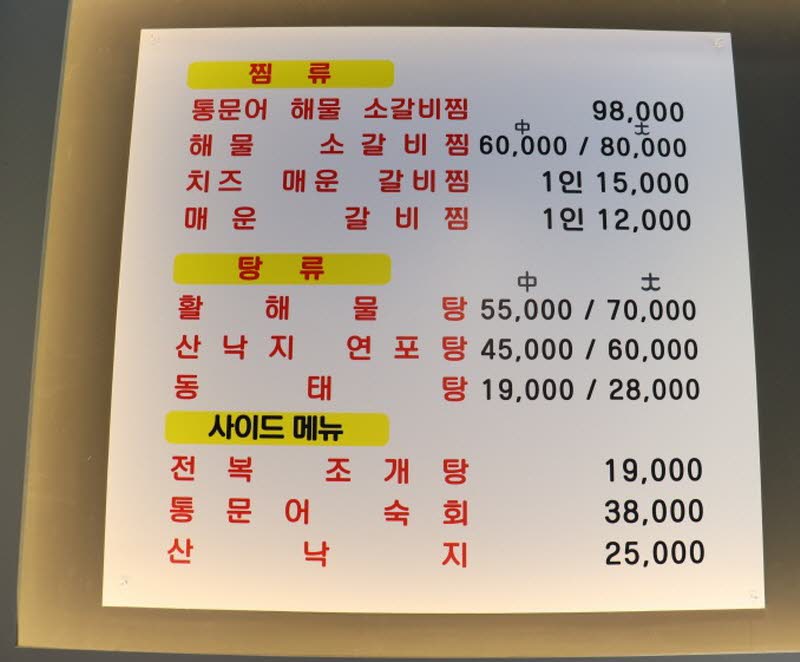 찜 류
통문어 해물 소갈비찜 98,000
中 大
해물 소갈비찜 60,000 / 80,000
치즈 매운 갈비찜 1인 15,000
매운 갈비찜 1인 12,000
탕 류
中 大
활해물탕 55,000 / 70,000
산낙지 연포탕 45,000 / 60,000
동태탕 19,000 / 28,000
사이드 메뉴
전복 조개탕 19,000
통문어 숙회 38,000
산낙지 25,000